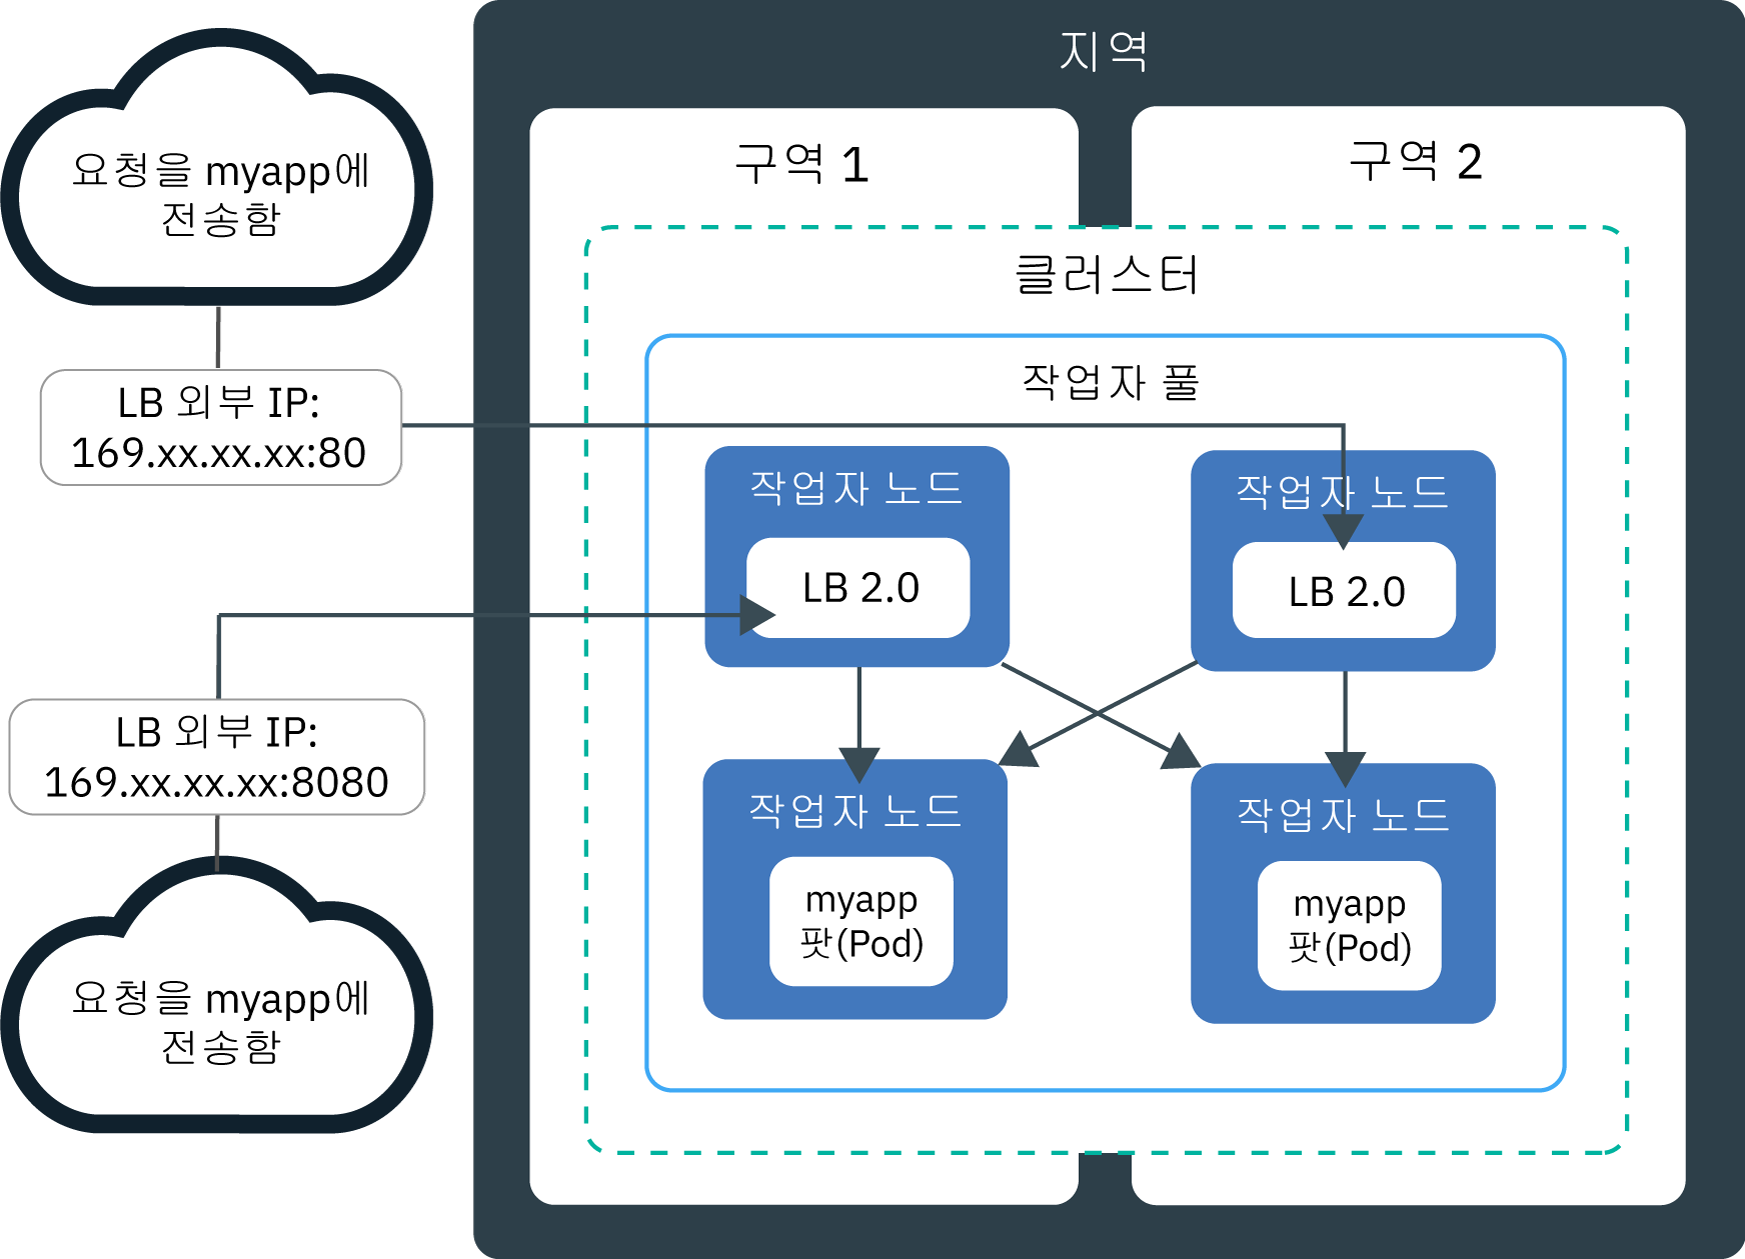 지역
구역 1
구역 2
요청을 myapp에
전송함
클러스터
LB 외부 IP:
169.xx.xx.xx:80
작업자 풀
작업자 노드
LB 2.0
작업자 노드
LB 2.0
LB 외부 IP:
169.xx.xx.xx:8080
작업자 노드
myapp
팟(Pod)
작업자 노드
myapp
팟(Pod)
요청을 myapp에
전송함